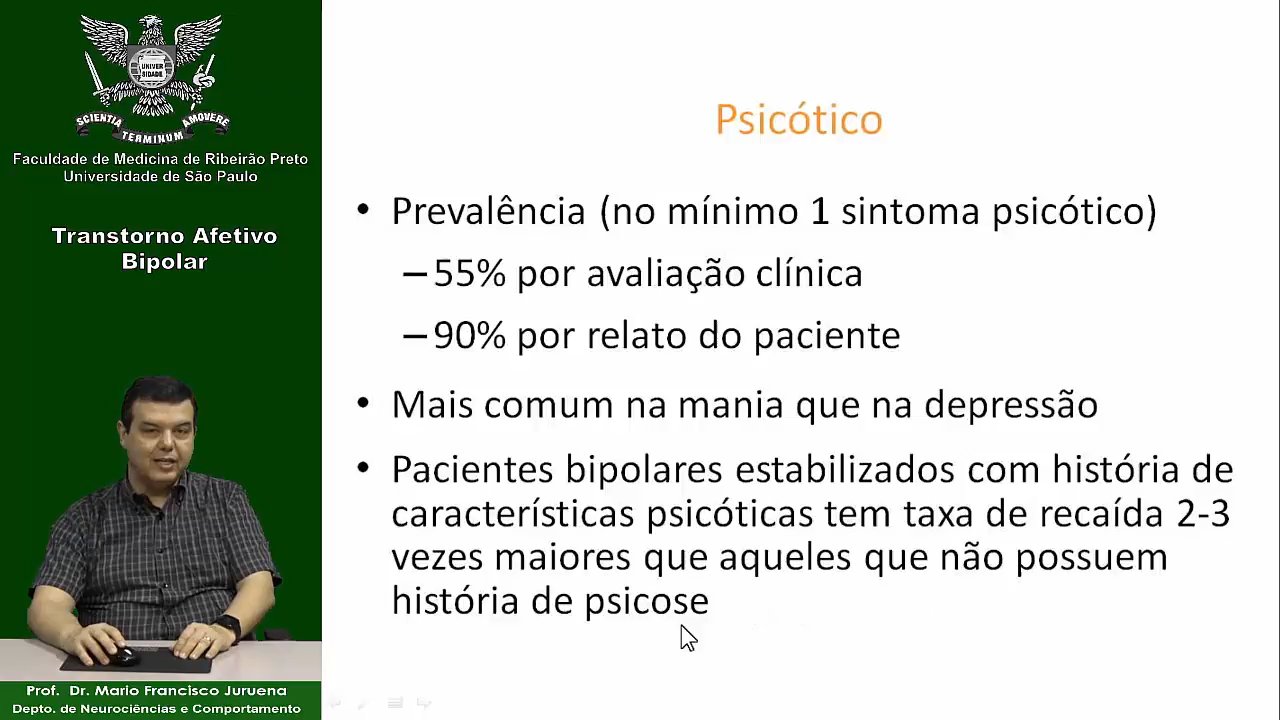 UNIVER
SIDADE
SCIENTIA
TERMINUM
AMOVERE
Faculdade de Medicina de Ribeirão Preto
Universidade de São Paulo
Transtorno Afetivo
Bipolar
Prof. Dr. Mario Francisco Juruena
Depto. de Neurociências e Comportamento
Psicótico
• Prevalência (no mínimo 1 sintoma psicótico)
–55% por avaliação clínica
–90% por relato do paciente
• Mais comum na mania que na depressão
• Pacientes bipolares estabilizados com história de
características psicóticas tem taxa de recaída 2-3
vezes maiores que aqueles que não possuem
história de psicose